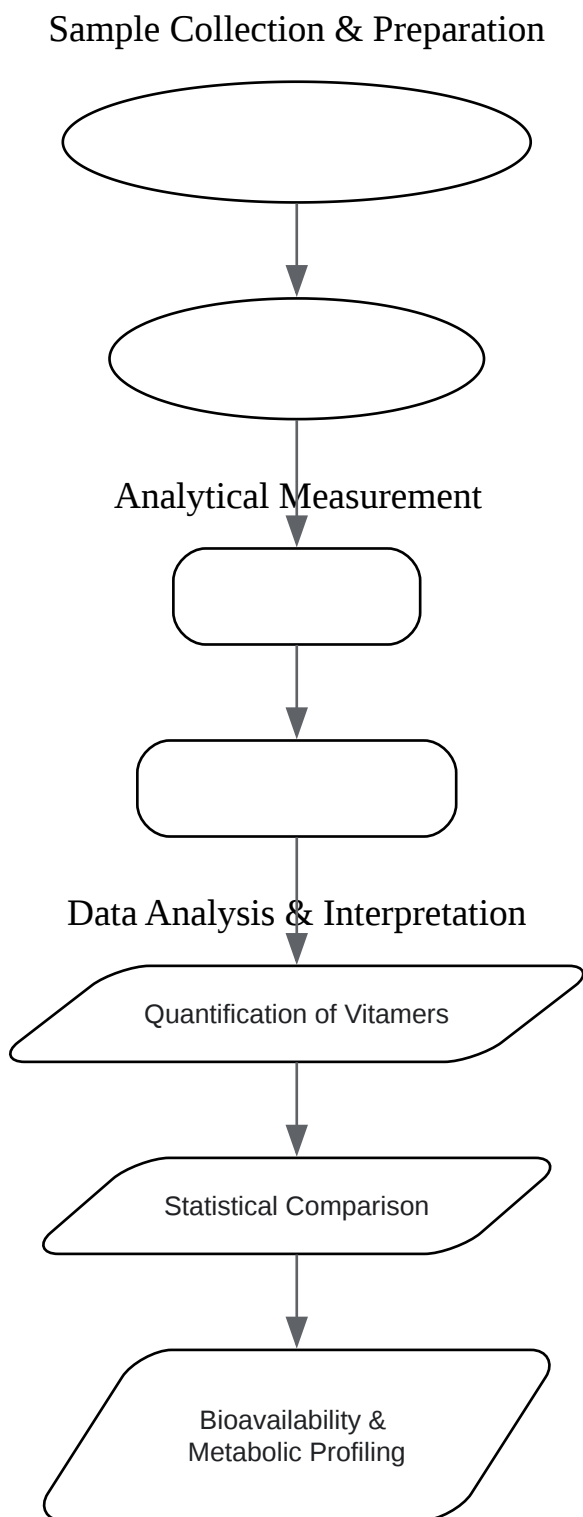 Sample Collection & Preparation
Analytical Measurement
Data Analysis & Interpretation
Quantification of Vitamers
Statistical Comparison
Bioavailability &
Metabolic Profiling